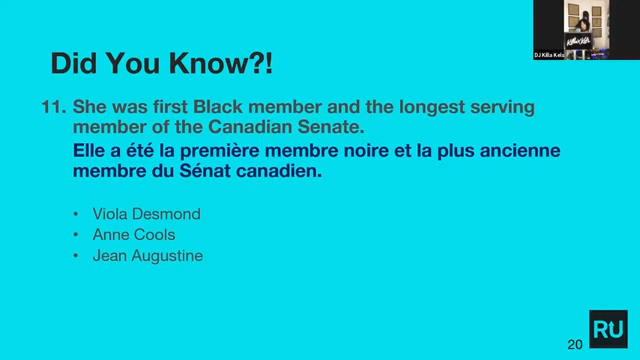 Did You Know?!
11. She was first Black member and the longest serving
member of the Canadian Senate.
Elle a été la première membre noire et la plus ancienne
membre du Sénat canadien.
• Viola Desmond
• Anne Cools
• Jean Augustine
DJ Killa Kels
20
RU